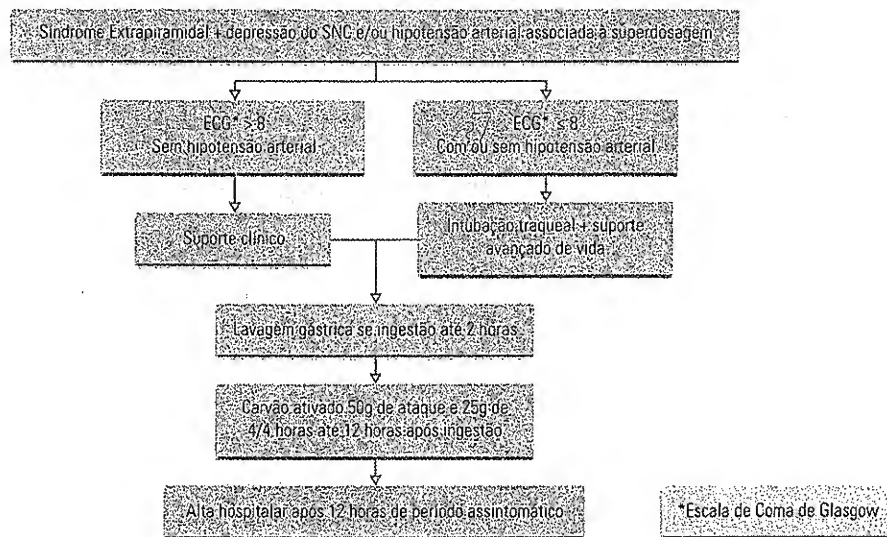 Síndrome Extrapiramidal + depressão do SNC e/ou hipotensão arterial associada à superdosagem
ECG* > 8
Sem hipotensão arterial
ECG* ≤ 8
Com ou sem hipotensão arterial
Suporte clínico
Intubação traqueal + suporte
avançado de vida
Lavagem gástrica se ingestão até 2 horas
Carvão ativado 50g de ataque e 25g de
4/4 horas até 12 horas após ingestão
Alta hospitalar após 12 horas de período assintomático
*Escala de Coma de Glasgow